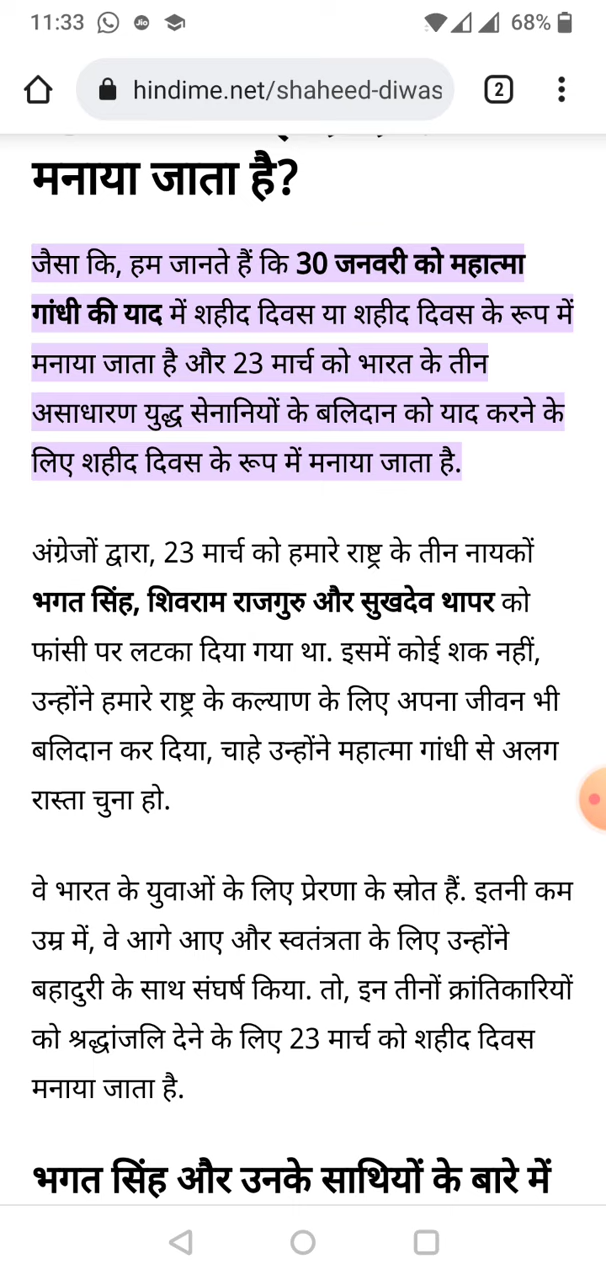 11:33 Jio 68%
hindime.net/shaheed-diwas 2
मनाया जाता है?
जैसा कि, हम जानते हैं कि 30 जनवरी को महात्मा
गांधी की याद में शहीद दिवस या शहीद दिवस के रूप में
मनाया जाता है और 23 मार्च को भारत के तीन
असाधारण युद्ध सेनानियों के बलिदान को याद करने के
लिए शहीद दिवस के रूप में मनाया जाता है.
अंग्रेजों द्वारा, 23 मार्च को हमारे राष्ट्र के तीन नायकों
भगत सिंह, शिवराम राजगुरु और सुखदेव थापर को
फांसी पर लटका दिया गया था. इसमें कोई शक नहीं,
उन्होंने हमारे राष्ट्र के कल्याण के लिए अपना जीवन भी
बलिदान कर दिया, चाहे उन्होंने महात्मा गांधी से अलग
रास्ता चुना हो.
वे भारत के युवाओं के लिए प्रेरणा के स्रोत हैं. इतनी कम
उम्र में, वे आगे आए और स्वतंत्रता के लिए उन्होंने
बहादुरी के साथ संघर्ष किया. तो, इन तीनों क्रांतिकारियों
को श्रद्धांजलि देने के लिए 23 मार्च को शहीद दिवस
मनाया जाता है.
भगत सिंह और उनके साथियों के बारे में